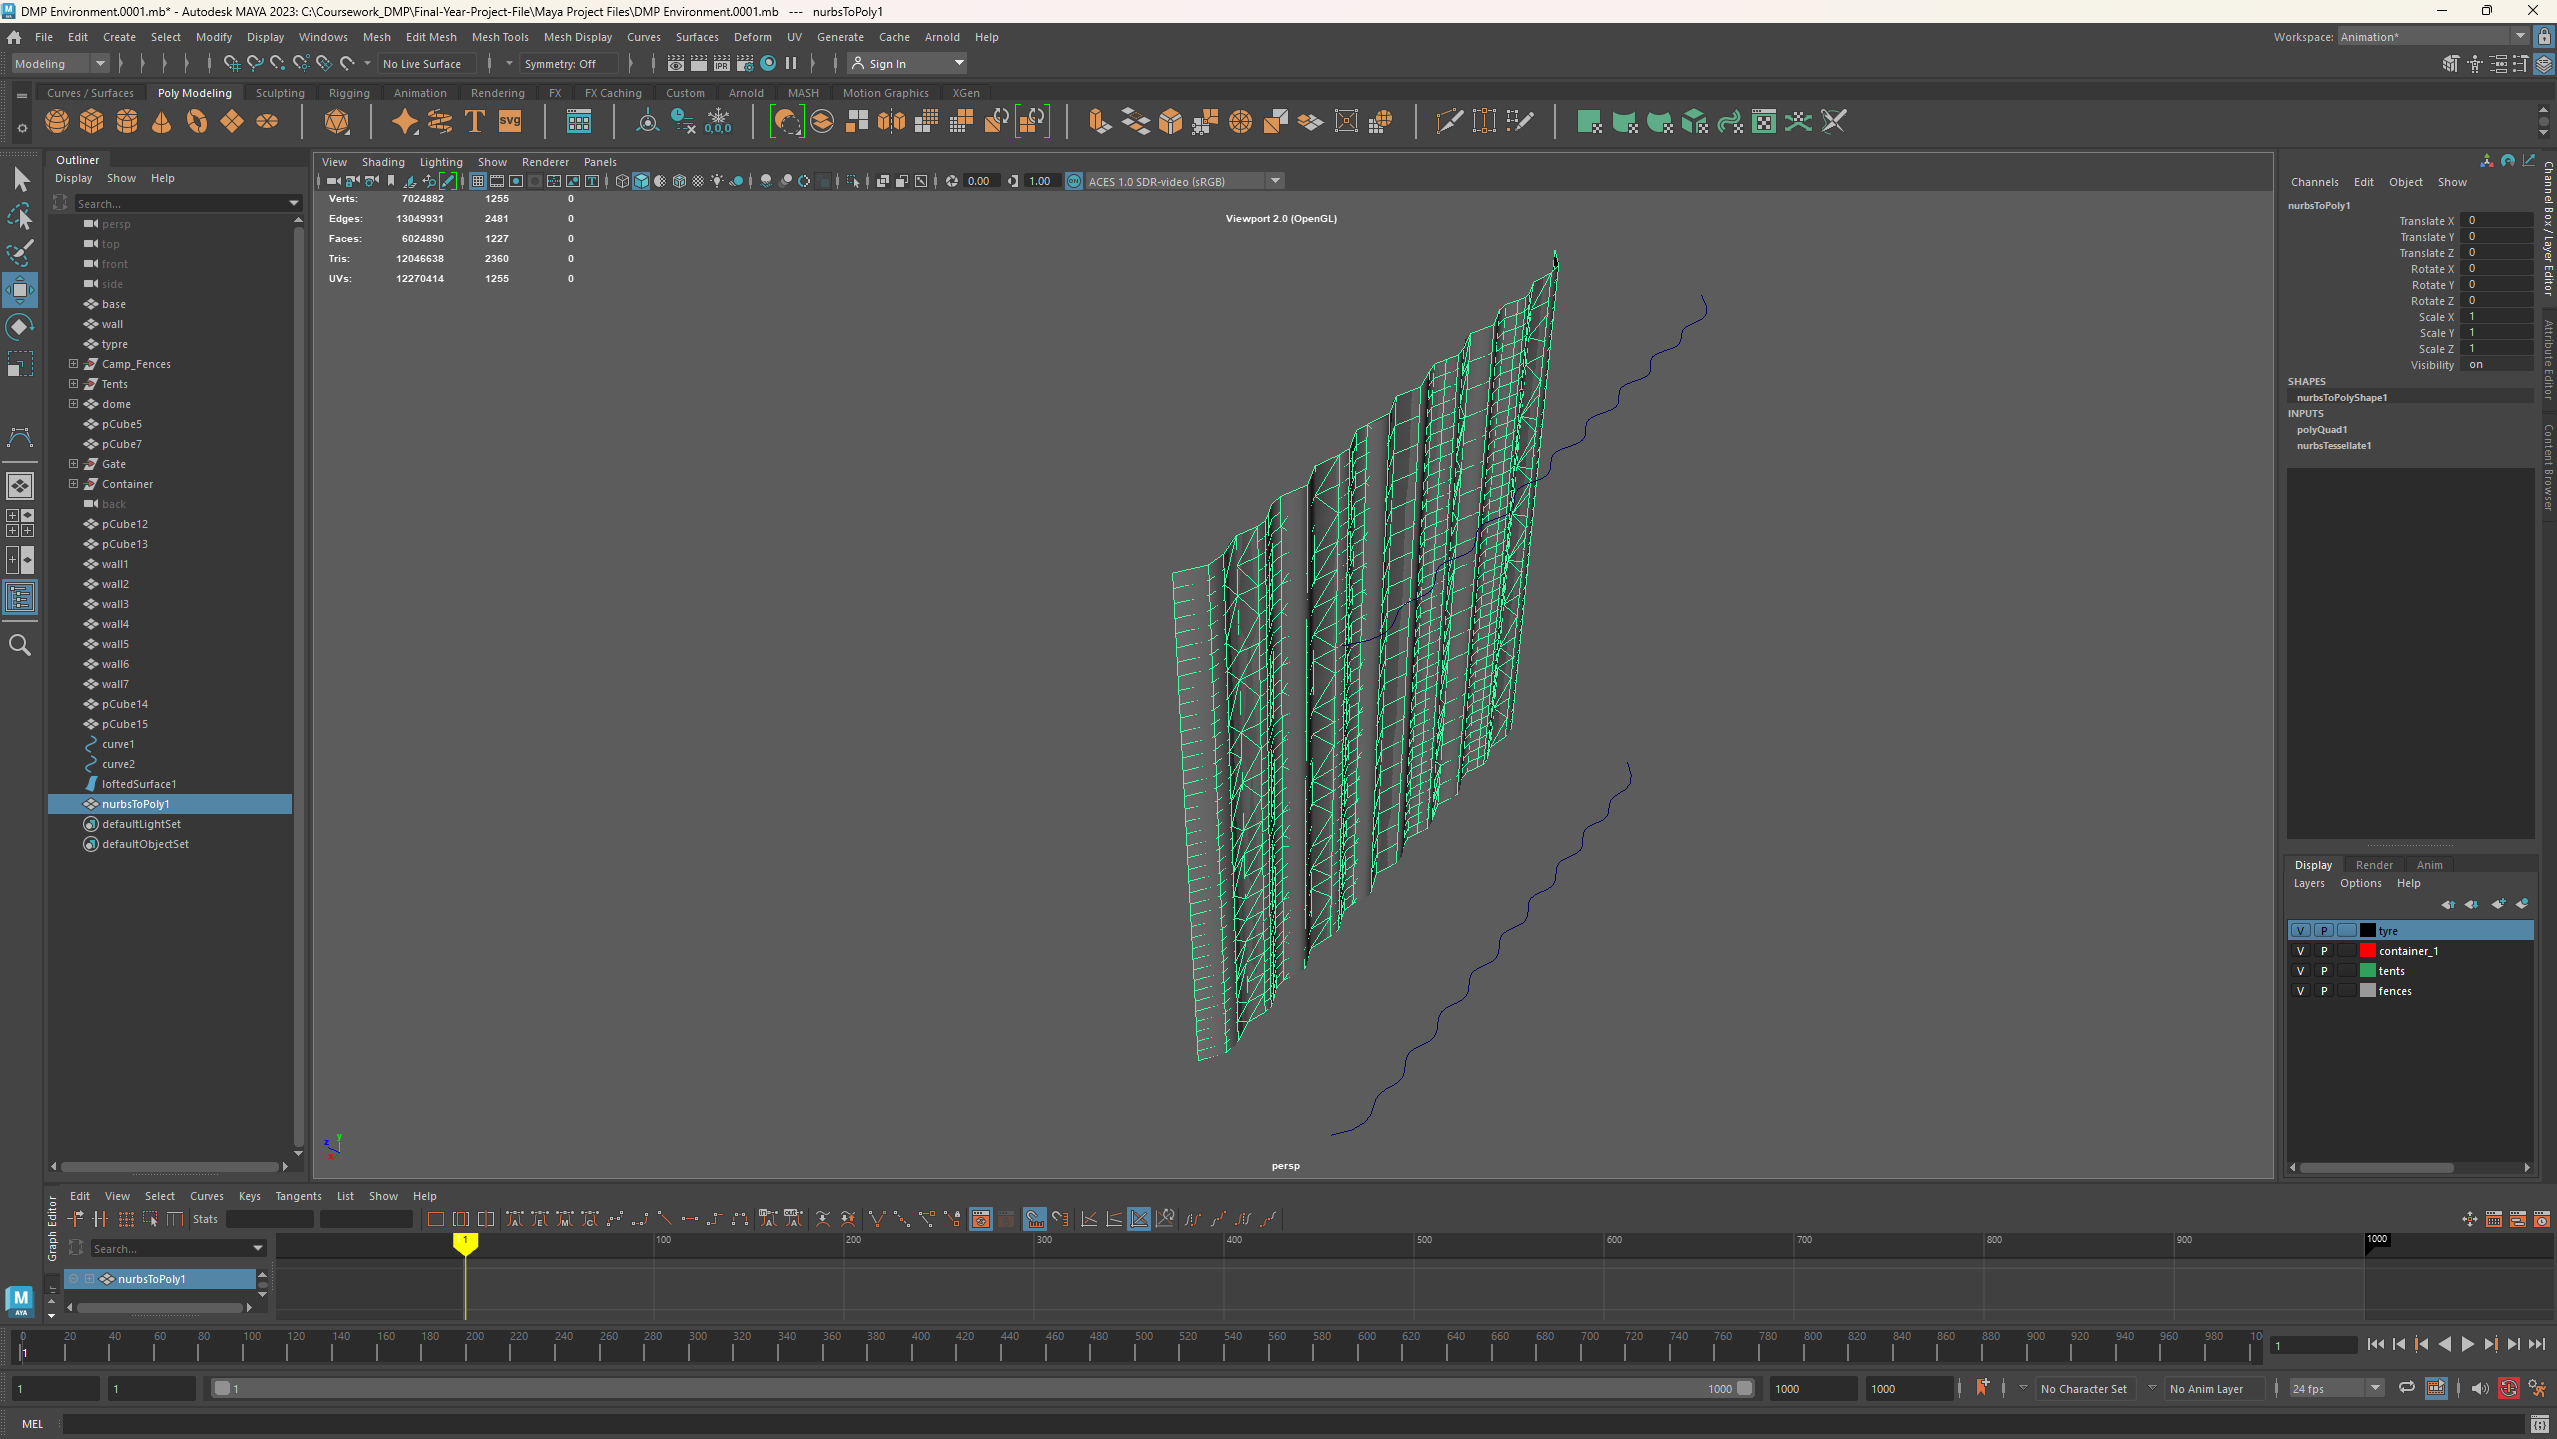 DMP Environment.0001.mb* - Autodesk MAYA 2023: C:\Coursework_DMP\Final-Year-Project-File\Maya Project Files\DMP Environment.0001.mb --- nurbsToPoly1
File Edit Create Select Modify Display Windows Mesh Edit Mesh Mesh Tools Mesh Display Curves Surfaces Deform UV Generate Cache Arnold Help
Workspace: Animation*
Modeling No Live Surface Symmetry: Off Sign In
Curves / Surfaces Poly Modeling Sculpting Rigging Animation Rendering FX FX Caching Custom Arnold MASH Motion Graphics XGen
Outliner
Display Show Help
Search...
persp
top
front
side
base
wall
typre
Camp_Fences
Tents
dome
pCube5
pCube7
Gate
Container
back
pCube12
pCube13
wall1
wall2
wall3
wall4
wall5
wall6
wall7
pCube14
pCube15
curve1
curve2
loftedSurface1
nurbsToPoly1
defaultLightSet
defaultObjectSet
View Shading Lighting Show Renderer Panels
0.00 1.00 ACES 1.0 SDR-video (sRGB)
Verts: 7024882 1255 0
Edges: 13049931 2481 0
Faces: 6024890 1227 0
Tris: 12046638 2360 0
UVs: 12270414 1255 0
Viewport 2.0 (OpenGL)
persp
Channels Edit Object Show
nurbsToPoly1
Translate X 0
Translate Y 0
Translate Z 0
Rotate X 0
Rotate Y 0
Rotate Z 0
Scale X 1
Scale Y 1
Scale Z 1
Visibility on
SHAPES
nurbsToPolyShape1
INPUTS
polyQuad1
nurbsTessellate1
Channel Box / Layer Editor
Attribute Editor
Content Browser
Display Render Anim
Layers Options Help
V P tyre
V P container_1
V P tents
V P fences
Graph Editor
Edit View Select Curves Keys Tangents List Show Help
Stats
Search...
nurbsToPoly1
1 100 200 300 400 500 600 700 800 900 1000
0 20 40 60 80 100 120 140 160 180 200 220 240 260 280 300 320 340 360 380 400 420 440 460 480 500 520 540 560 580 600 620 640 660 680 700 720 740 760 780 800 820 840 860 880 900 920 940 960 980 10
1
1
1 1 1 1000 1000 1000 No Character Set No Anim Layer 24 fps
MEL